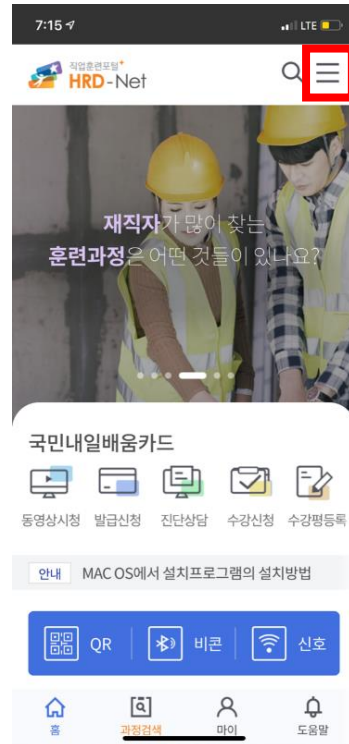 7:15
LTE
직업훈련포털
HRD-Net
재직자가 많이 찾는
훈련과정은 어떤 것들이 있나요?
국민내일배움카드
동영상시청 발급신청 진단상담 수강신청 수강평등록
안내 MAC OS에서 설치프로그램의 설치방법
QR 비콘 신호
홈 과정검색 마이 도움말